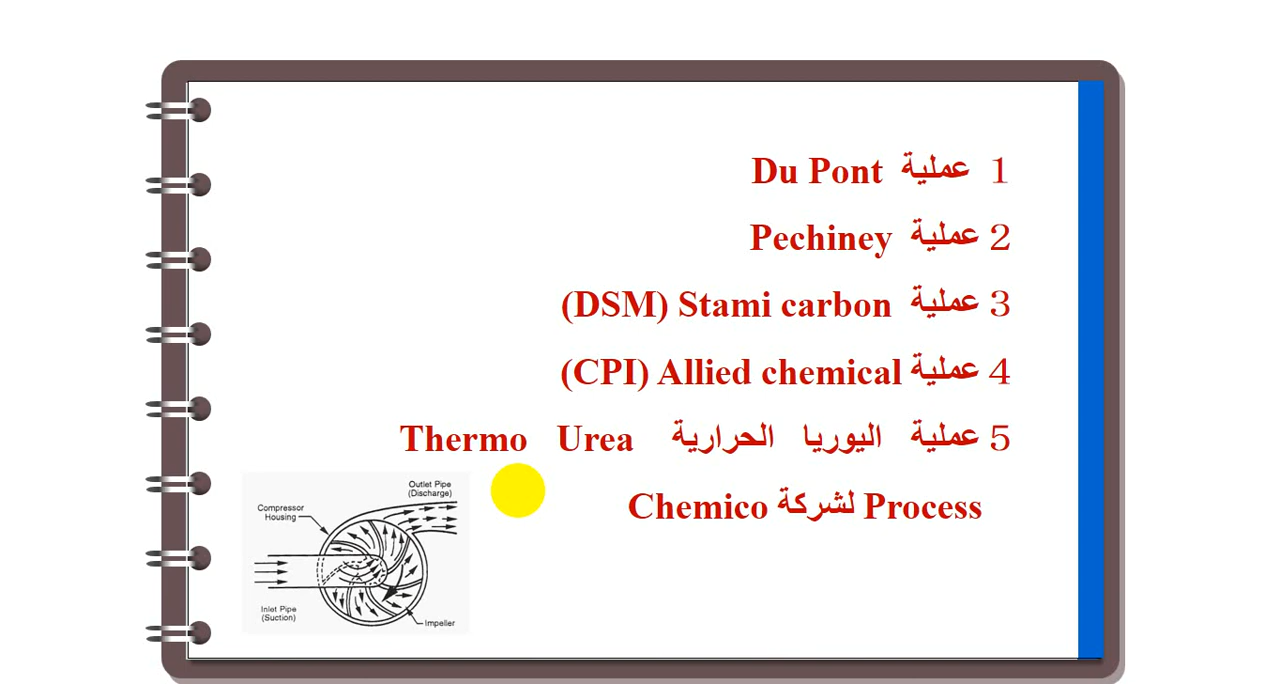 1 عملية Du Pont
2 عملية Pechiney
3 عملية Stami carbon (DSM)
4 عملية Allied chemical (CPI)
5 عملية اليوريا الحرارية Thermo Urea
Process لشركة Chemico
Outlet Pipe
(Discharge)
Compressor
Housing
Inlet Pipe
(Suction)
Impeller